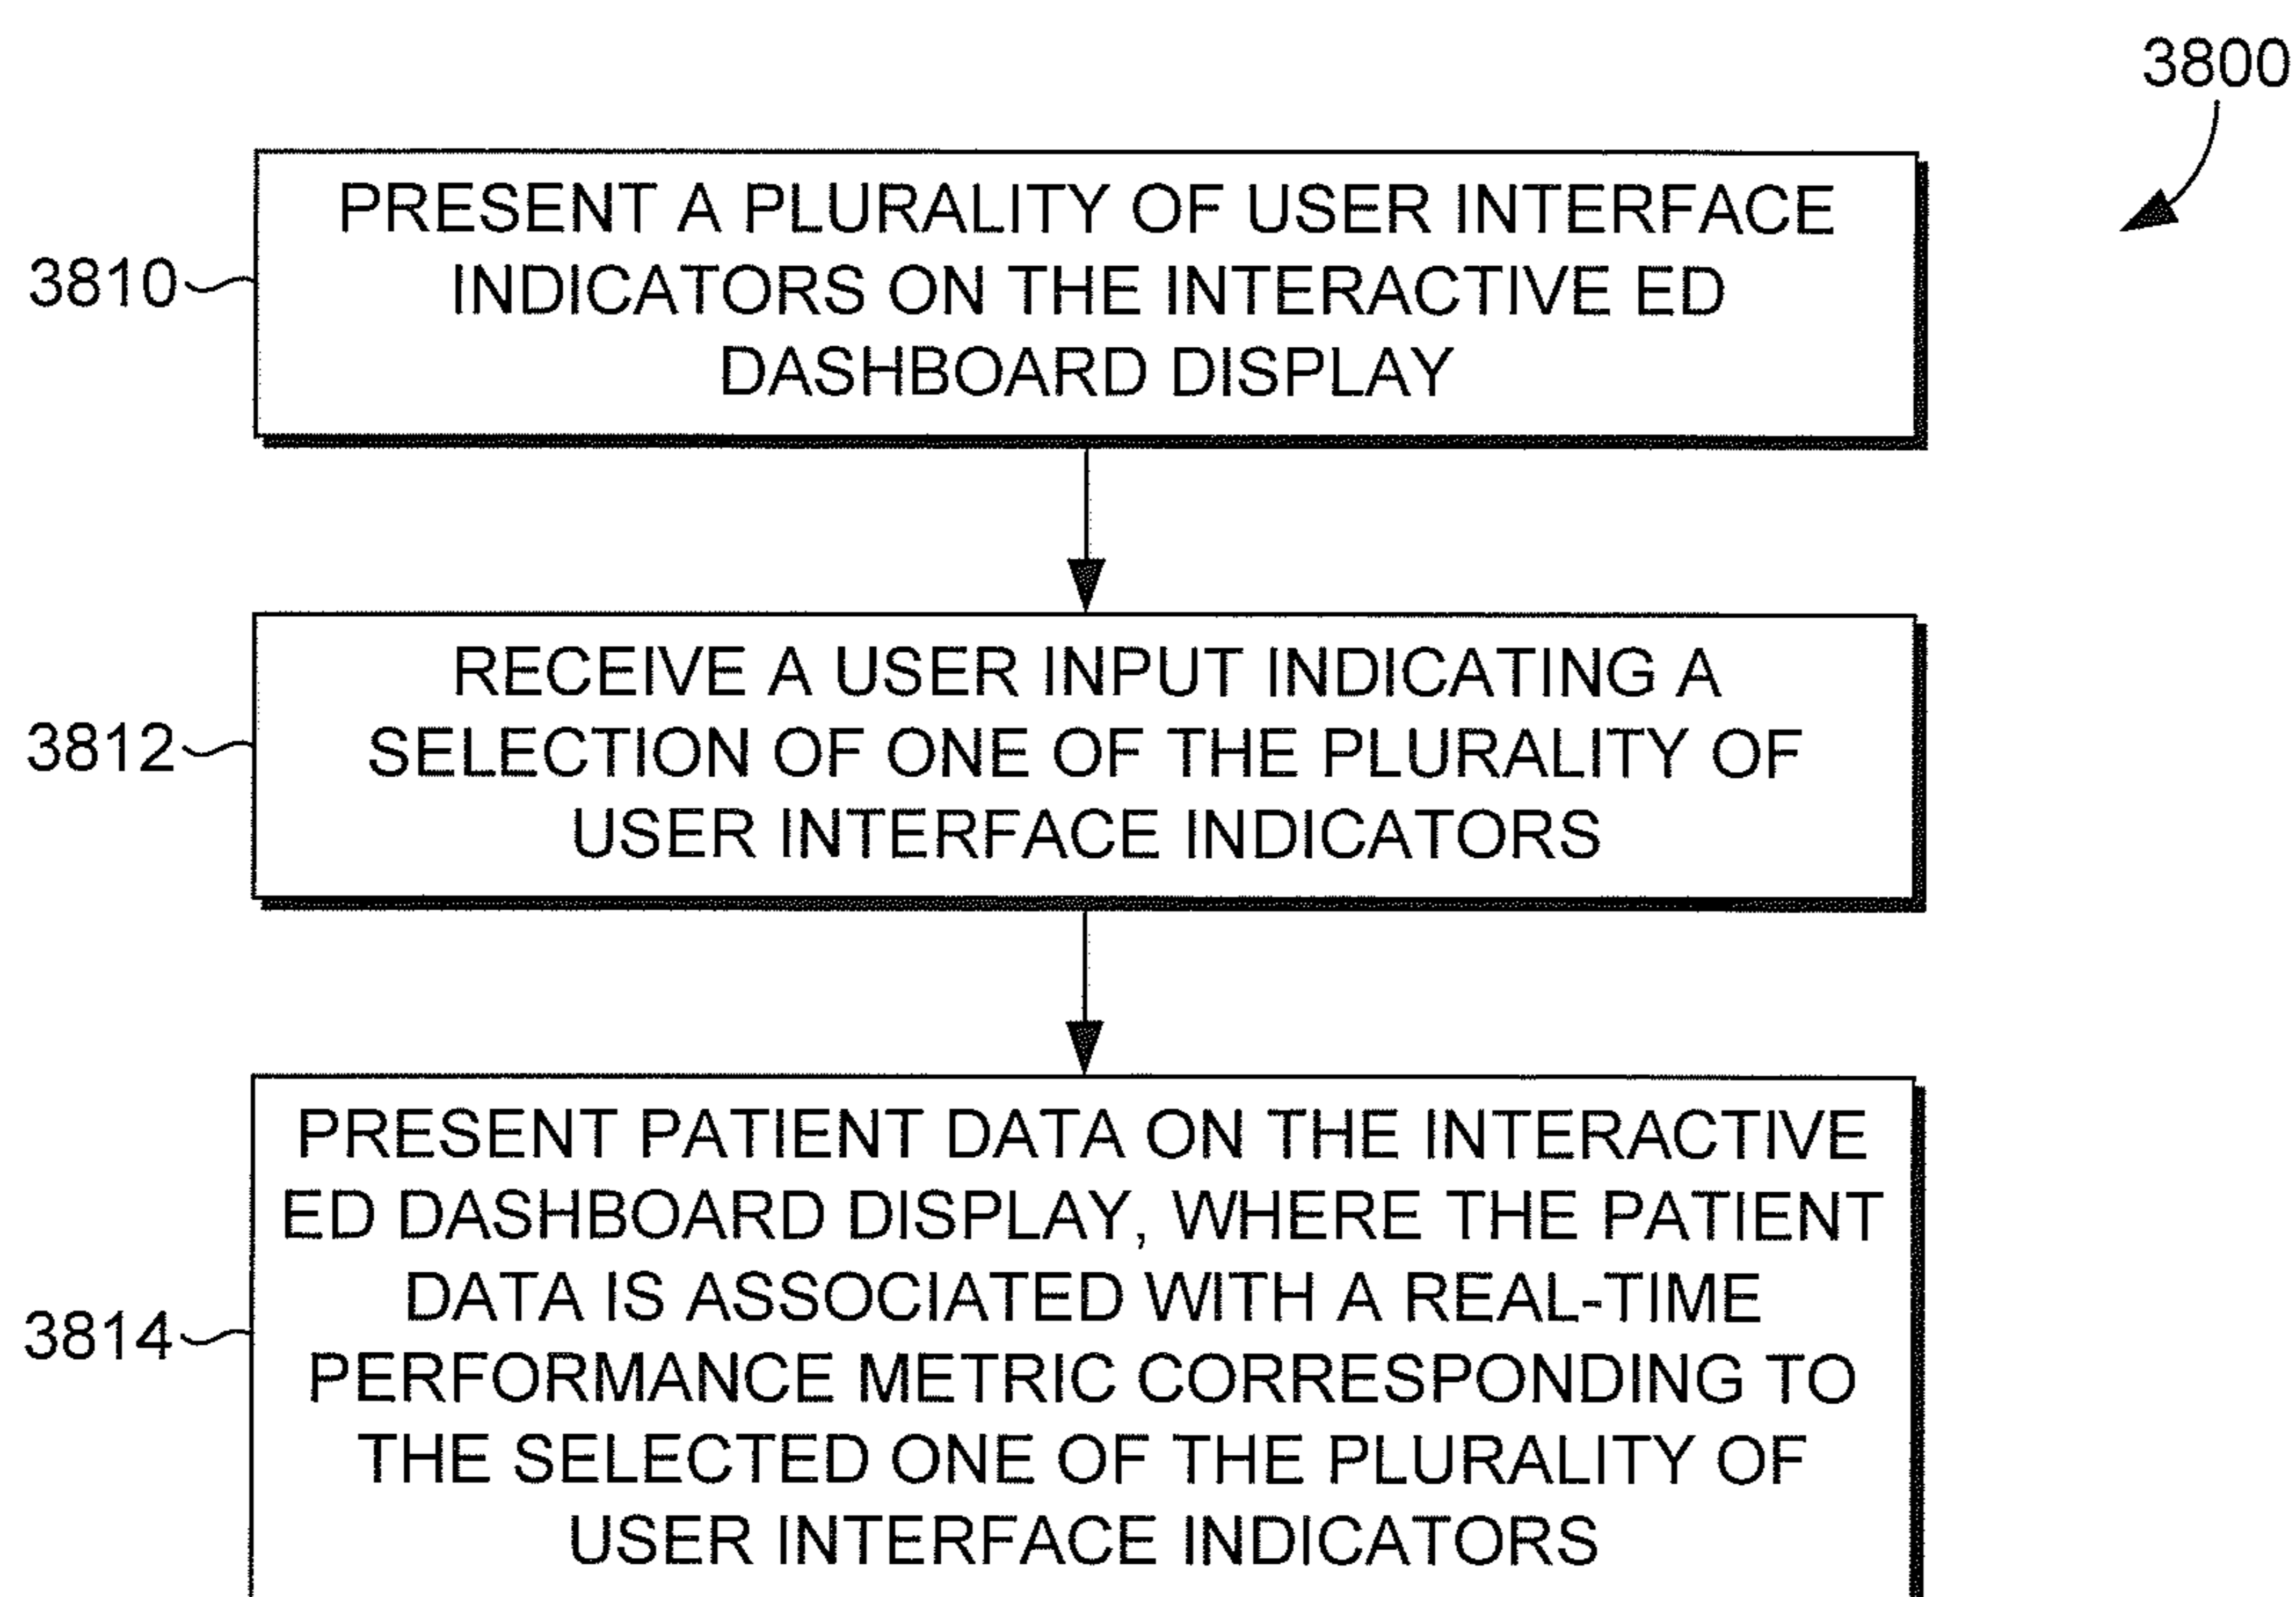 3800
PRESENT A PLURALITY OF USER INTERFACE
INDICATORS ON THE INTERACTIVE ED
DASHBOARD DISPLAY
3810
RECEIVE A USER INPUT INDICATING A
SELECTION OF ONE OF THE PLURALITY OF
USER INTERFACE INDICATORS
3812
PRESENT PATIENT DATA ON THE INTERACTIVE
ED DASHBOARD DISPLAY, WHERE THE PATIENT
DATA IS ASSOCIATED WITH A REAL-TIME
PERFORMANCE METRIC CORRESPONDING TO
THE SELECTED ONE OF THE PLURALITY OF
USER INTERFACE INDICATORS
3814